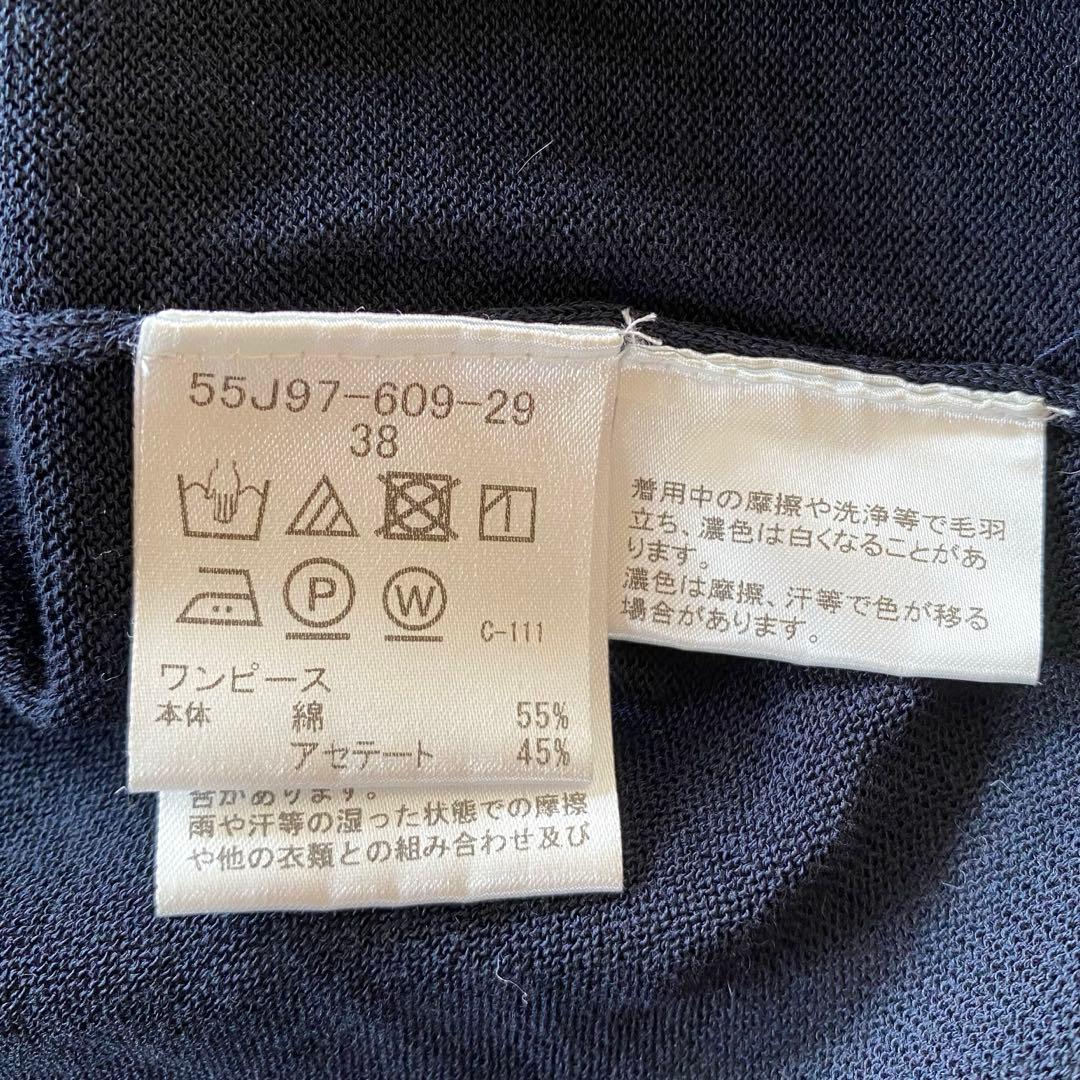 55J97-609-29
38
P W C-111
ワンピース
本体 綿 55%
アセテート 45%
着用中の摩擦や洗浄等で毛羽
立ち、濃色は白くなることがあ
ります。
濃色は摩擦、汗等で色が移る
場合があります。
合があります。
雨や汗等の湿った状態での摩擦
や他の衣類との組み合わせ及び